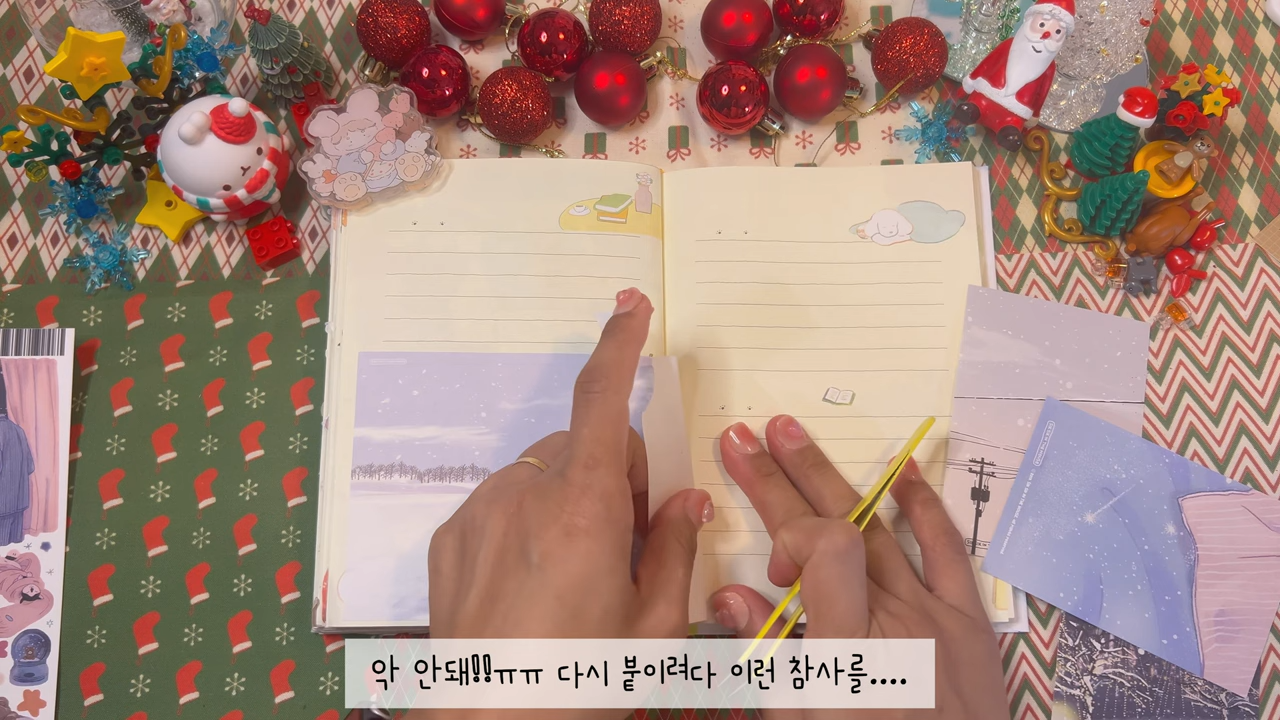 악 안돼!!ㅠㅠ 다시 붙이려다 이런 참사를....